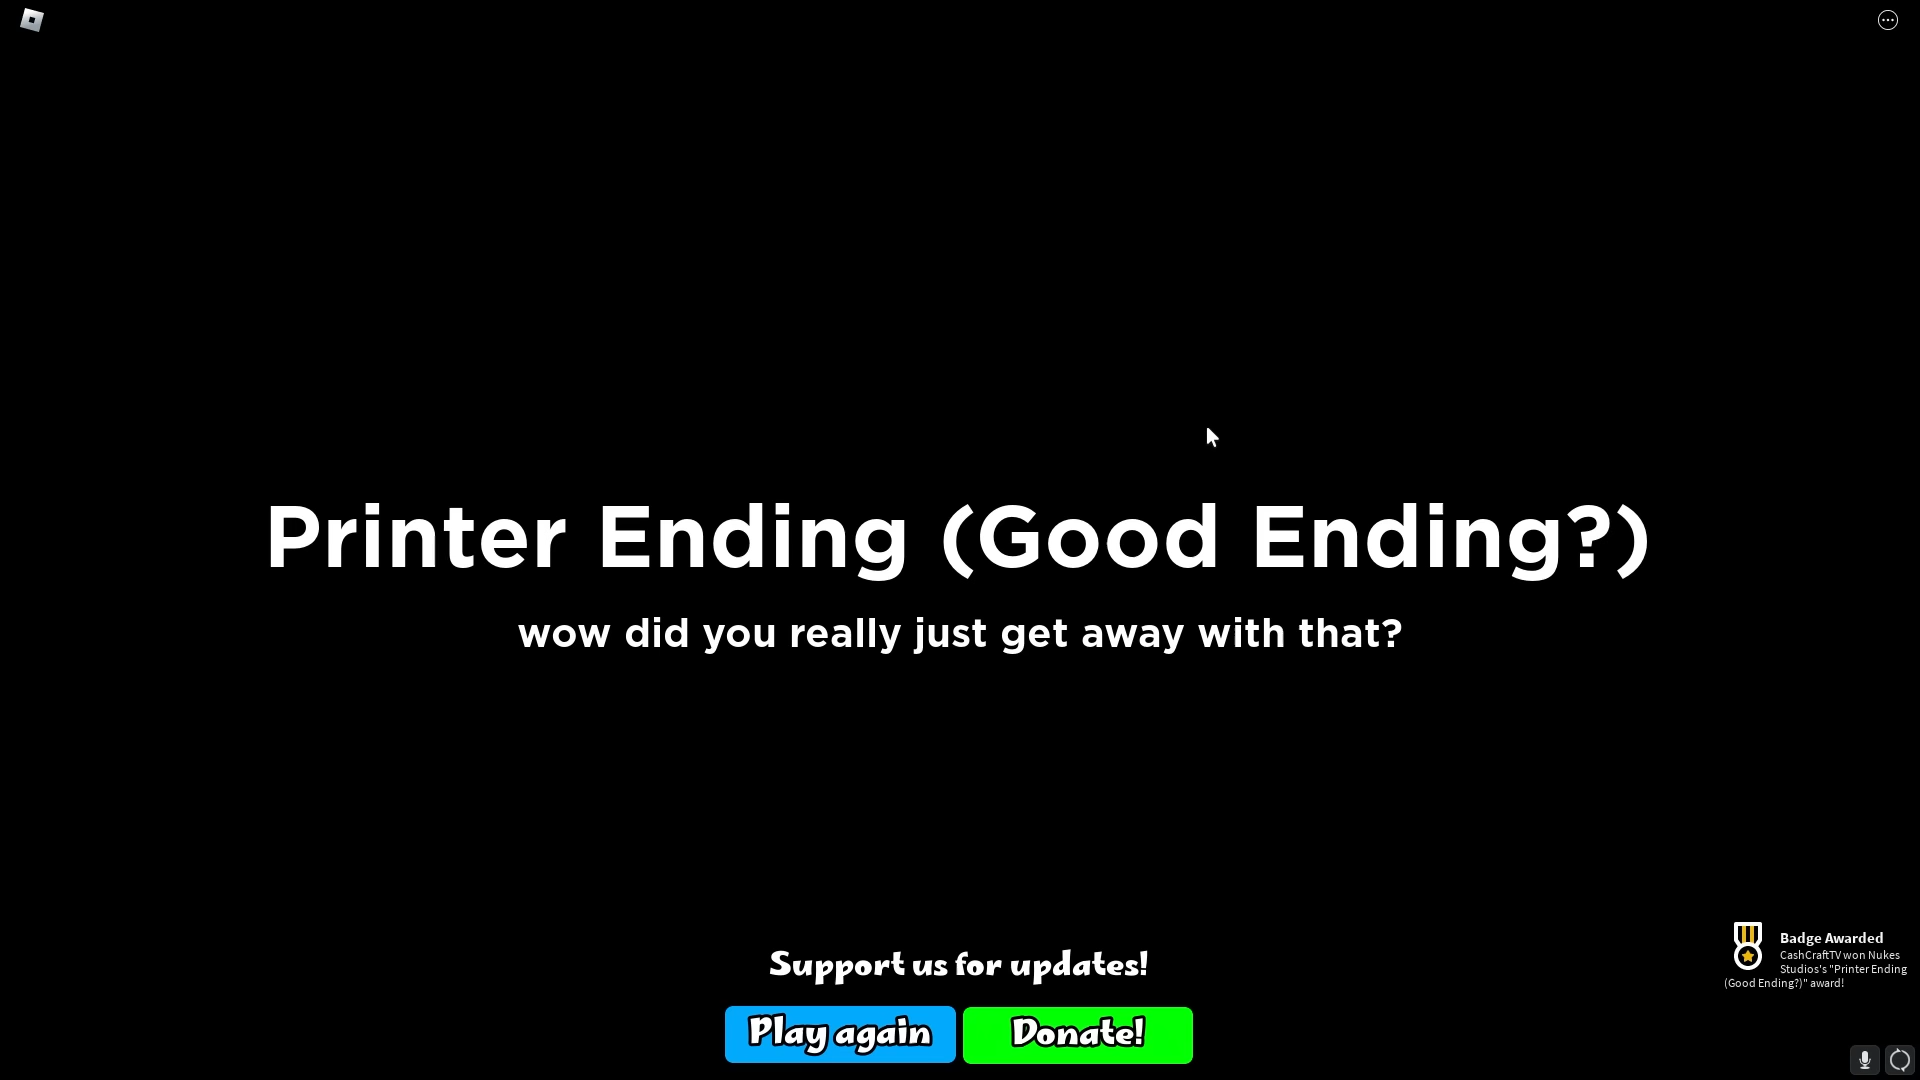 Printer Ending (Good Ending?)
wow did you really just get away with that?
Support us for updates!
Play again
Donate!
Badge Awarded
CashCraftTV won Nukes
Studios's "Printer Ending
(Good Ending?)" award!